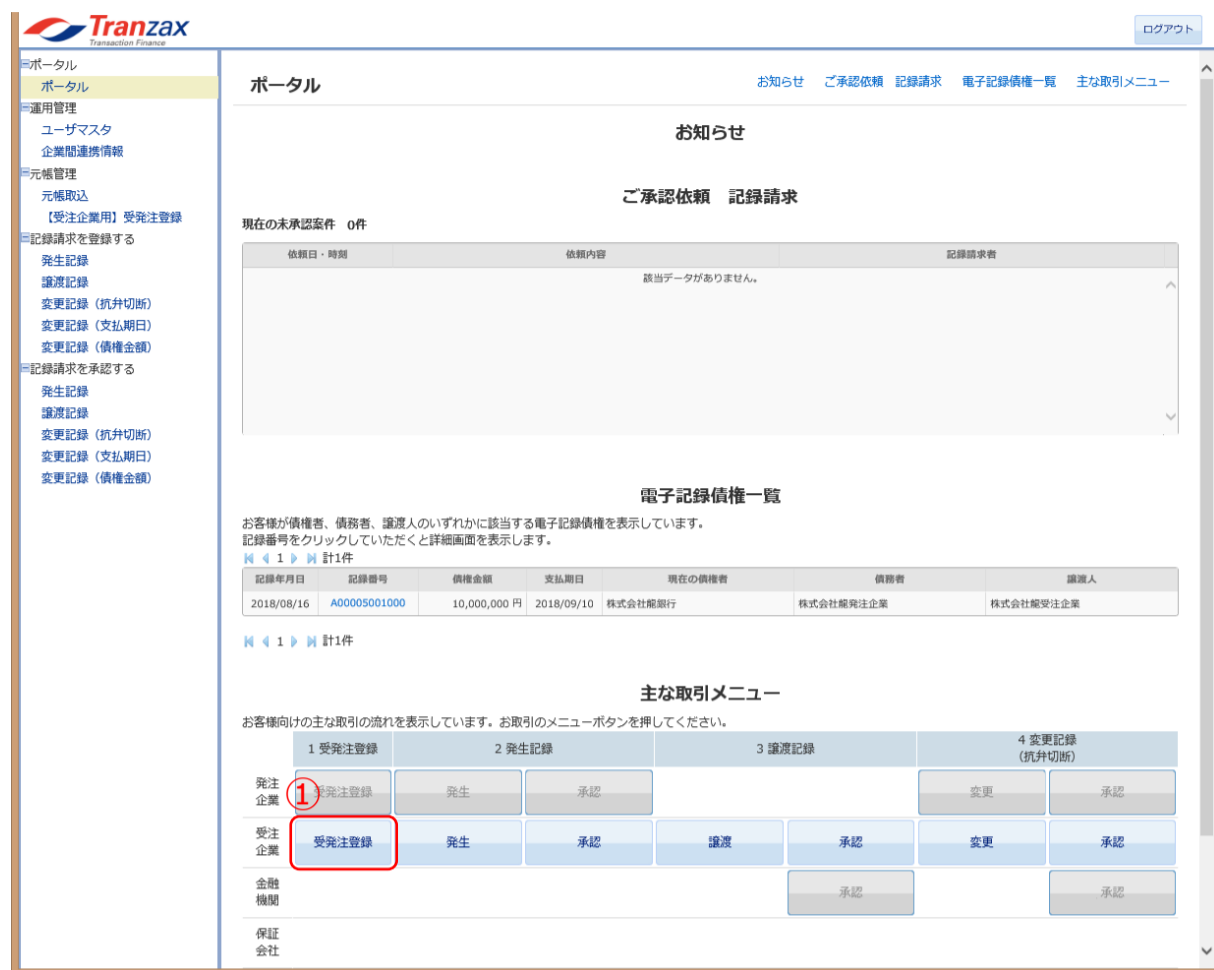 Tranzax
Transaction Finance
ログアウト
ポータル
ポータル
運用管理
ユーザマスタ
企業間連携情報
元帳管理
元帳取込
【受注企業用】受発注登録
記録請求を登録する
発生記録
譲渡記録
変更記録（抗弁切断）
変更記録（支払期日）
変更記録（債権金額）
記録請求を承認する
発生記録
譲渡記録
変更記録（抗弁切断）
変更記録（支払期日）
変更記録（債権金額）
ポータル お知らせ ご承認依頼 記録請求 電子記録債権一覧 主な取引メニュー
お知らせ
ご承認依頼 記録請求
現在の未承認案件 0件
依頼日・時刻 依頼内容 記録請求者
該当データがありません。
電子記録債権一覧
お客様が債権者、債務者、譲渡人のいずれかに該当する電子記録債権を表示しています。
記録番号をクリックしていただくと詳細画面を表示します。
1 計1件
記録年月日 記録番号 債権金額 支払期日 現在の債権者 債務者 譲渡人
2018/08/16 A00005001000 10,000,000 円 2018/09/10 株式会社龍銀行 株式会社龍発注企業 株式会社龍受注企業
1 計1件
主な取引メニュー
お客様向けの主な取引の流れを表示しています。お取引のメニューボタンを押してください。
1 受発注登録 2 発生記録 3 譲渡記録 4 変更記録
（抗弁切断）
発注
企業 ① 受発注登録 発生 承認 変更 承認
受注
企業 受発注登録 発生 承認 譲渡 承認 変更 承認
金融
機関 承認 承認
保証
会社